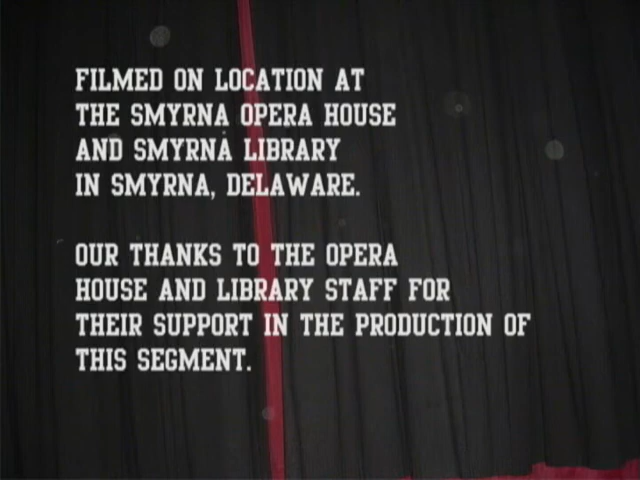 FILMED ON LOCATION AT
THE SMYRNA OPERA HOUSE
AND SMYRNA LIBRARY
IN SMYRNA, DELAWARE.
OUR THANKS TO THE OPERA
HOUSE AND LIBRARY STAFF FOR
THEIR SUPPORT IN THE PRODUCTION OF
THIS SEGMENT.